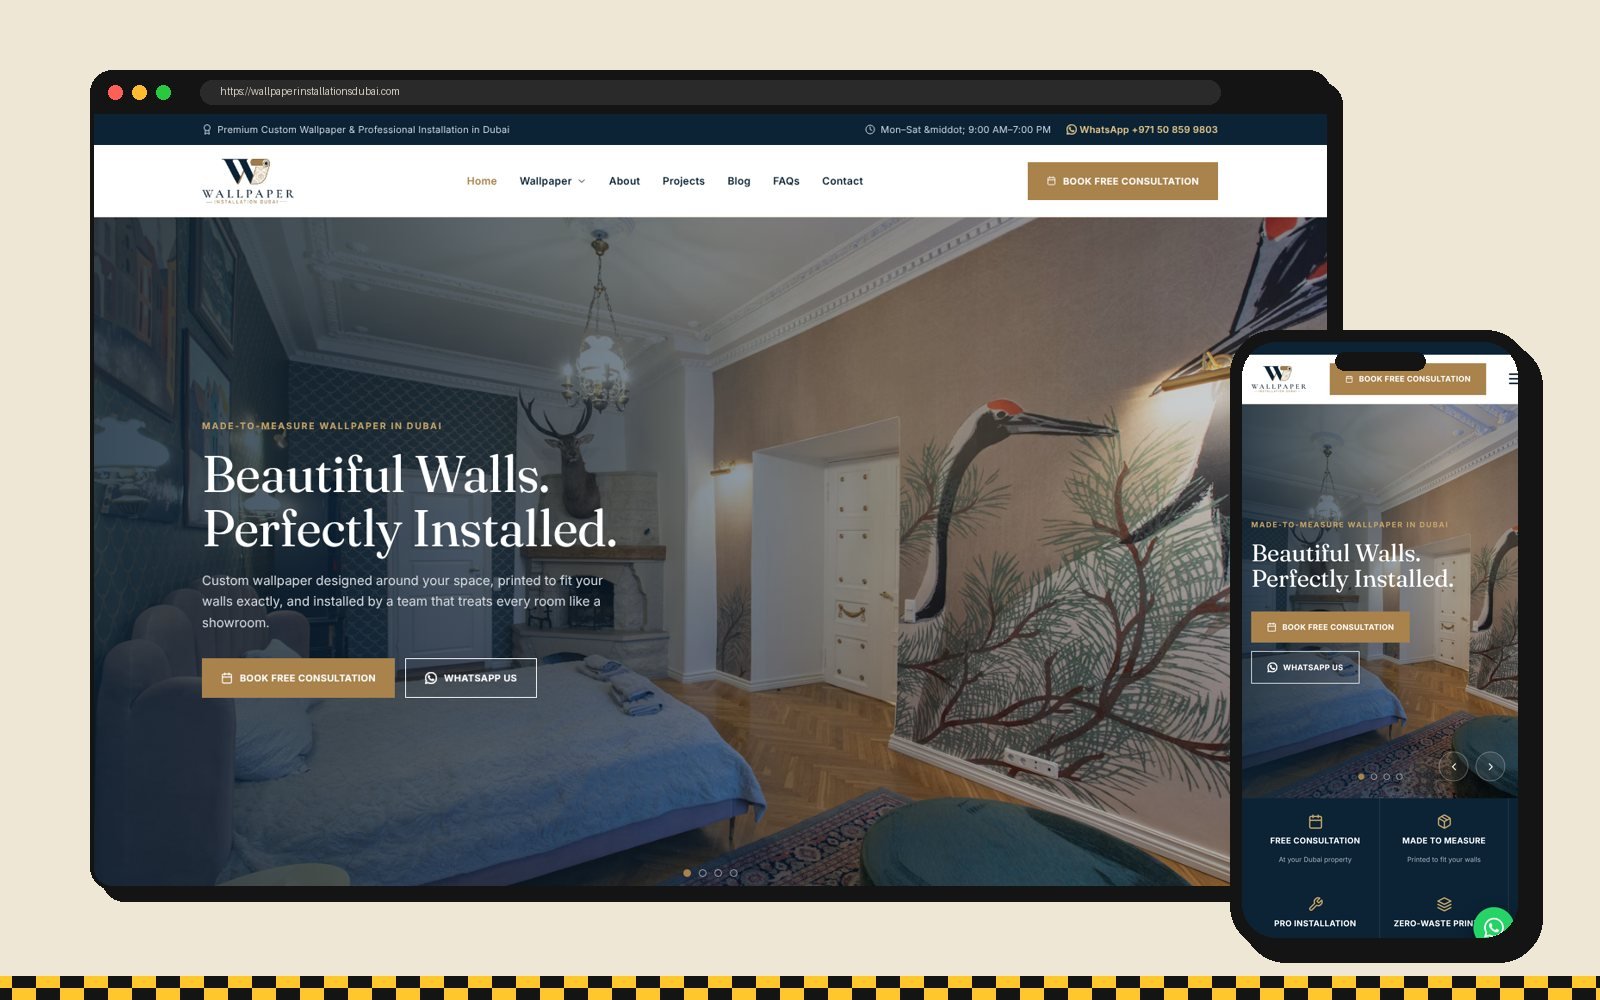 https://wallpaperinstallationsdubai.com
Premium Custom Wallpaper & Professional Installation in Dubai
Mon–Sat &middot; 9:00 AM–7:00 PM
WhatsApp +971 50 859 9803
W
WALLPAPER
INSTALLATION DUBAI
Home
Wallpaper
About
Projects
Blog
FAQs
Contact
BOOK FREE CONSULTATION
MADE-TO-MEASURE WALLPAPER IN DUBAI
Beautiful Walls.
Perfectly Installed.
Custom wallpaper designed around your space, printed to fit your
walls exactly, and installed by a team that treats every room like a
showroom.
BOOK FREE CONSULTATION
WHATSAPP US
W
WALLPAPER
INSTALLATION DUBAI
BOOK FREE CONSULTATION
MADE-TO-MEASURE WALLPAPER IN DUBAI
Beautiful Walls.
Perfectly Installed.
BOOK FREE CONSULTATION
WHATSAPP US
FREE CONSULTATION
At your Dubai property
MADE TO MEASURE
Printed to fit your walls
PRO INSTALLATION
ZERO-WASTE PRIN